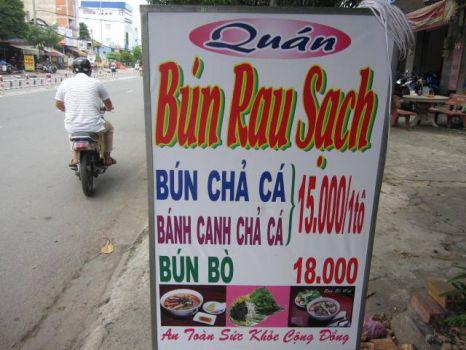 Quán
Bún Rau Sạch
BÚN CHẢ CÁ
BÁNH CANH CHẢ CÁ
15.000/1tô
BÚN BÒ 18.000
An Toàn Sức Khỏe Cộng Đồng